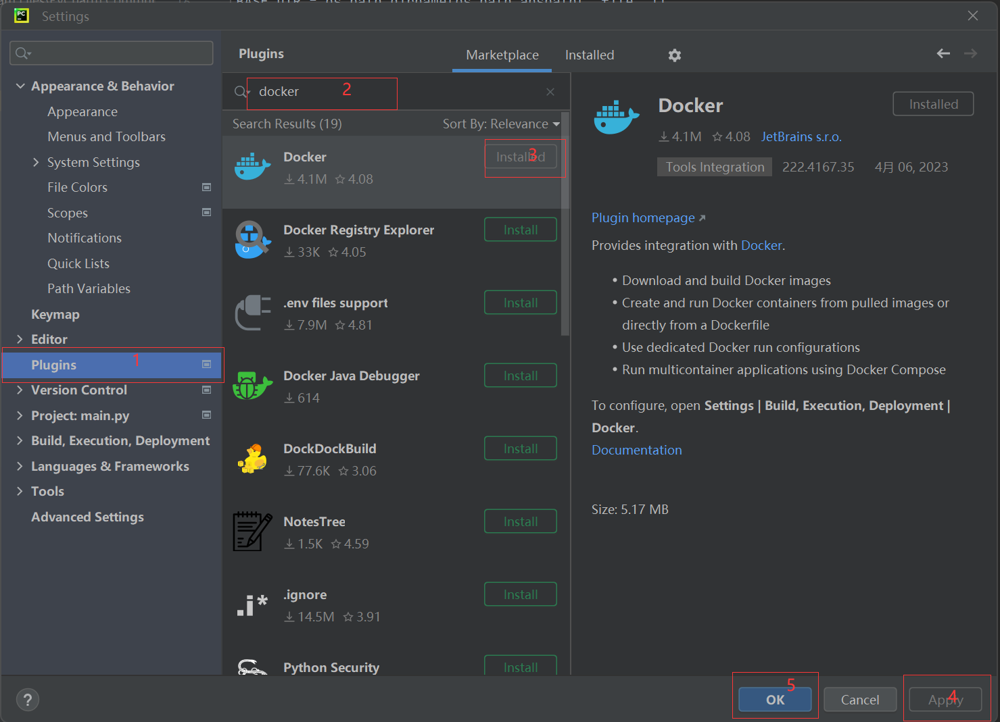 PC
Settings
Appearance & Behavior
Appearance
Menus and Toolbars
System Settings
File Colors
Scopes
Notifications
Quick Lists
Path Variables
Keymap
Editor
Plugins
1
Version Control
Project: main.py
Build, Execution, Deployment
Languages & Frameworks
Tools
Advanced Settings
Plugins
Marketplace
Installed
docker
2
Search Results (19)
Sort By: Relevance
Docker
Installed
3
4.1M 4.08
Docker Registry Explorer
Install
33K 4.05
.env files support
Install
7.9M 4.81
Docker Java Debugger
Install
614
DockDockBuild
Install
77.6K 3.06
NotesTree
Install
1.5K 4.59
.i*
.ignore
Install
14.5M 3.91
Python Security
Install
Docker
Installed
4.1M 4.08 JetBrains s.r.o.
Tools Integration 222.4167.35 4月 06, 2023
Plugin homepage
Provides integration with Docker.
• Download and build Docker images
• Create and run Docker containers from pulled images or
directly from a Dockerfile
• Use dedicated Docker run configurations
• Run multicontainer applications using Docker Compose
To configure, open Settings | Build, Execution, Deployment |
Docker.
Documentation
Size: 5.17 MB
?
5
OK
Cancel
Apply
4